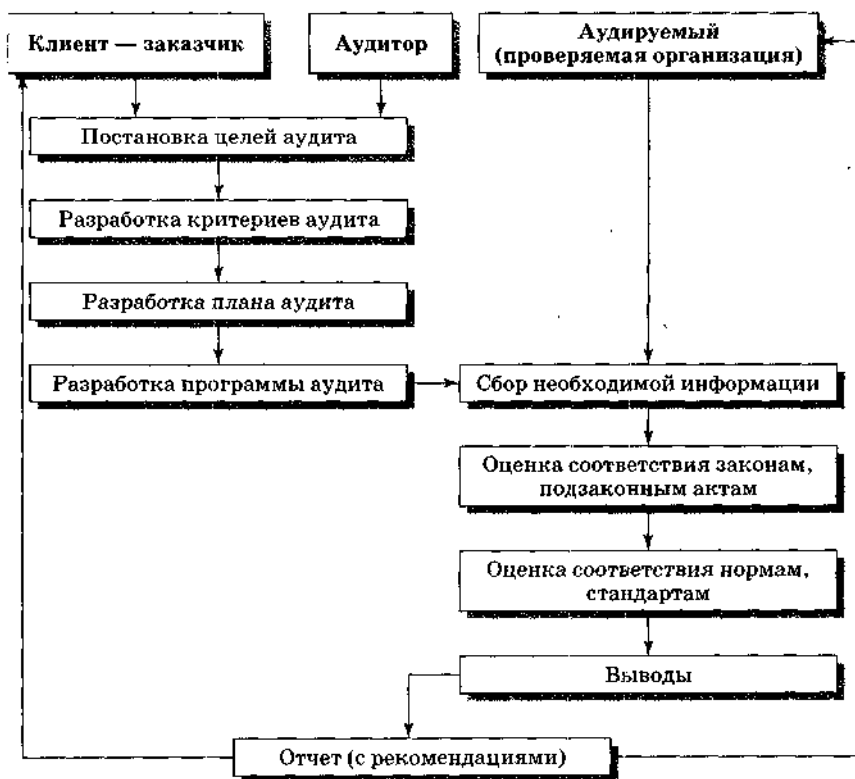 Клиент — заказчик
Аудитор
Аудируемый
(проверяемая организация)
Постановка целей аудита
Разработка критериев аудита
Разработка плана аудита
Разработка программы аудита
Сбор необходимой информации
Оценка соответствия законам,
подзаконным актам
Оценка соответствия нормам,
стандартам
Выводы
Отчет (с рекомендациями)